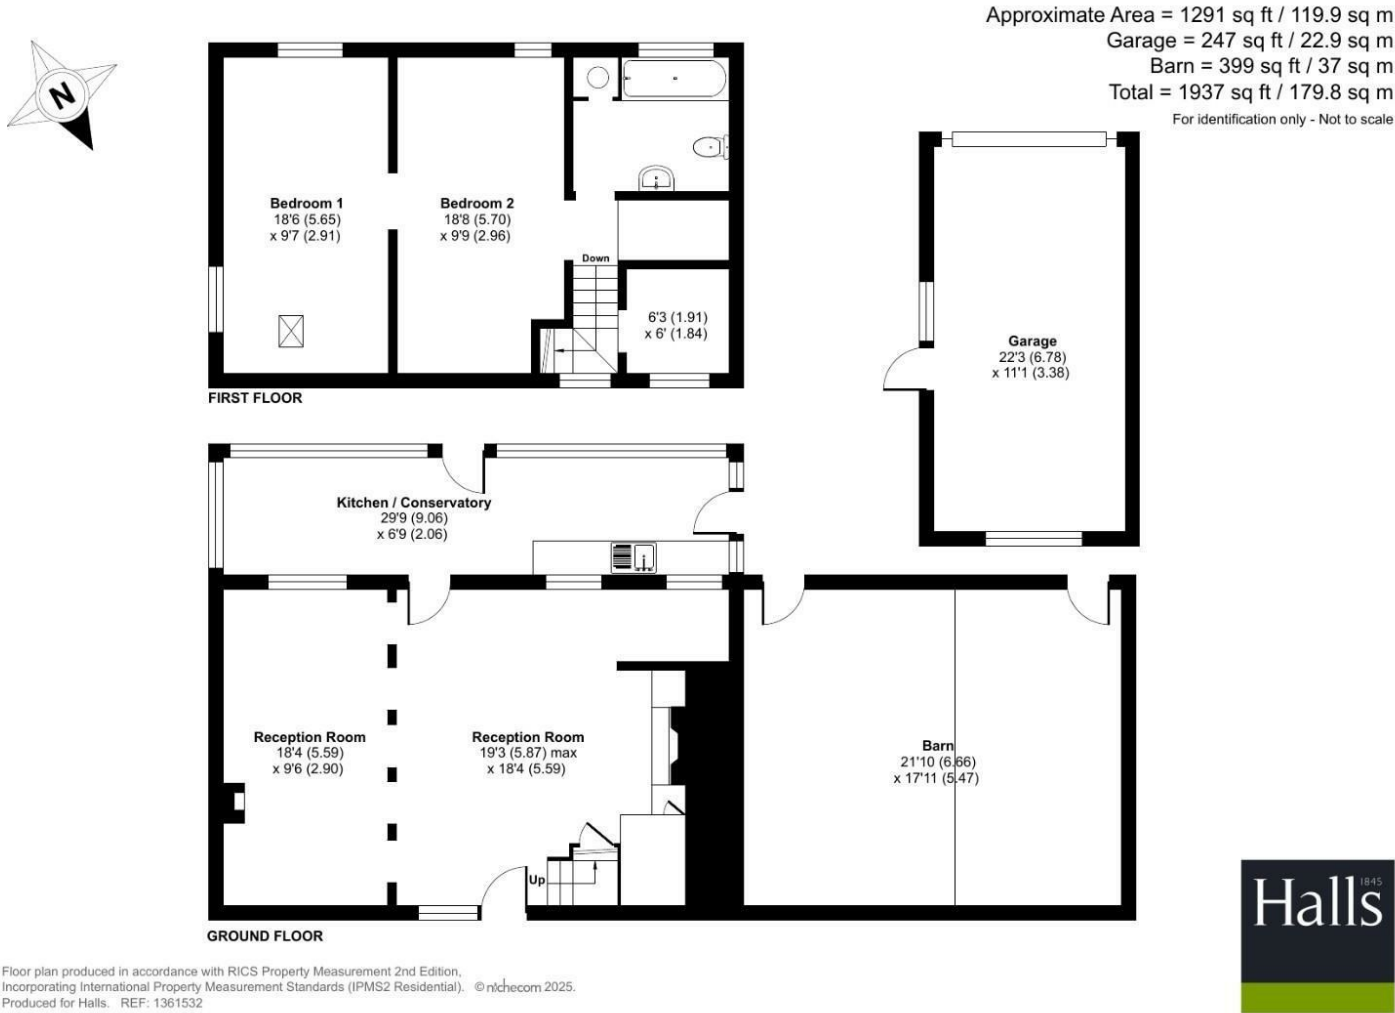 Approximate Area = 1291 sq ft / 119.9 sq m
Garage = 247 sq ft / 22.9 sq m
Barn = 399 sq ft / 37 sq m
Total = 1937 sq ft / 179.8 sq m
For identification only - Not to scale
N
Bedroom 1
18'6 (5.65)
x 9'7 (2.91)
Bedroom 2
18'8 (5.70)
x 9'9 (2.96)
Down
6'3 (1.91)
x 6' (1.84)
FIRST FLOOR
Garage
22'3 (6.78)
x 11'1 (3.38)
Kitchen / Conservatory
29'9 (9.06)
x 6'9 (2.06)
Reception Room
18'4 (5.59)
x 9'6 (2.90)
Reception Room
19'3 (5.87) max
x 18'4 (5.59)
Up
Barn
21'10 (6.66)
x 17'11 (5.47)
GROUND FLOOR
Floor plan produced in accordance with RICS Property Measurement 2nd Edition,
Incorporating International Property Measurement Standards (IPMS2 Residential). © nichecom 2025.
Produced for Halls. REF: 1361532
1845
Halls